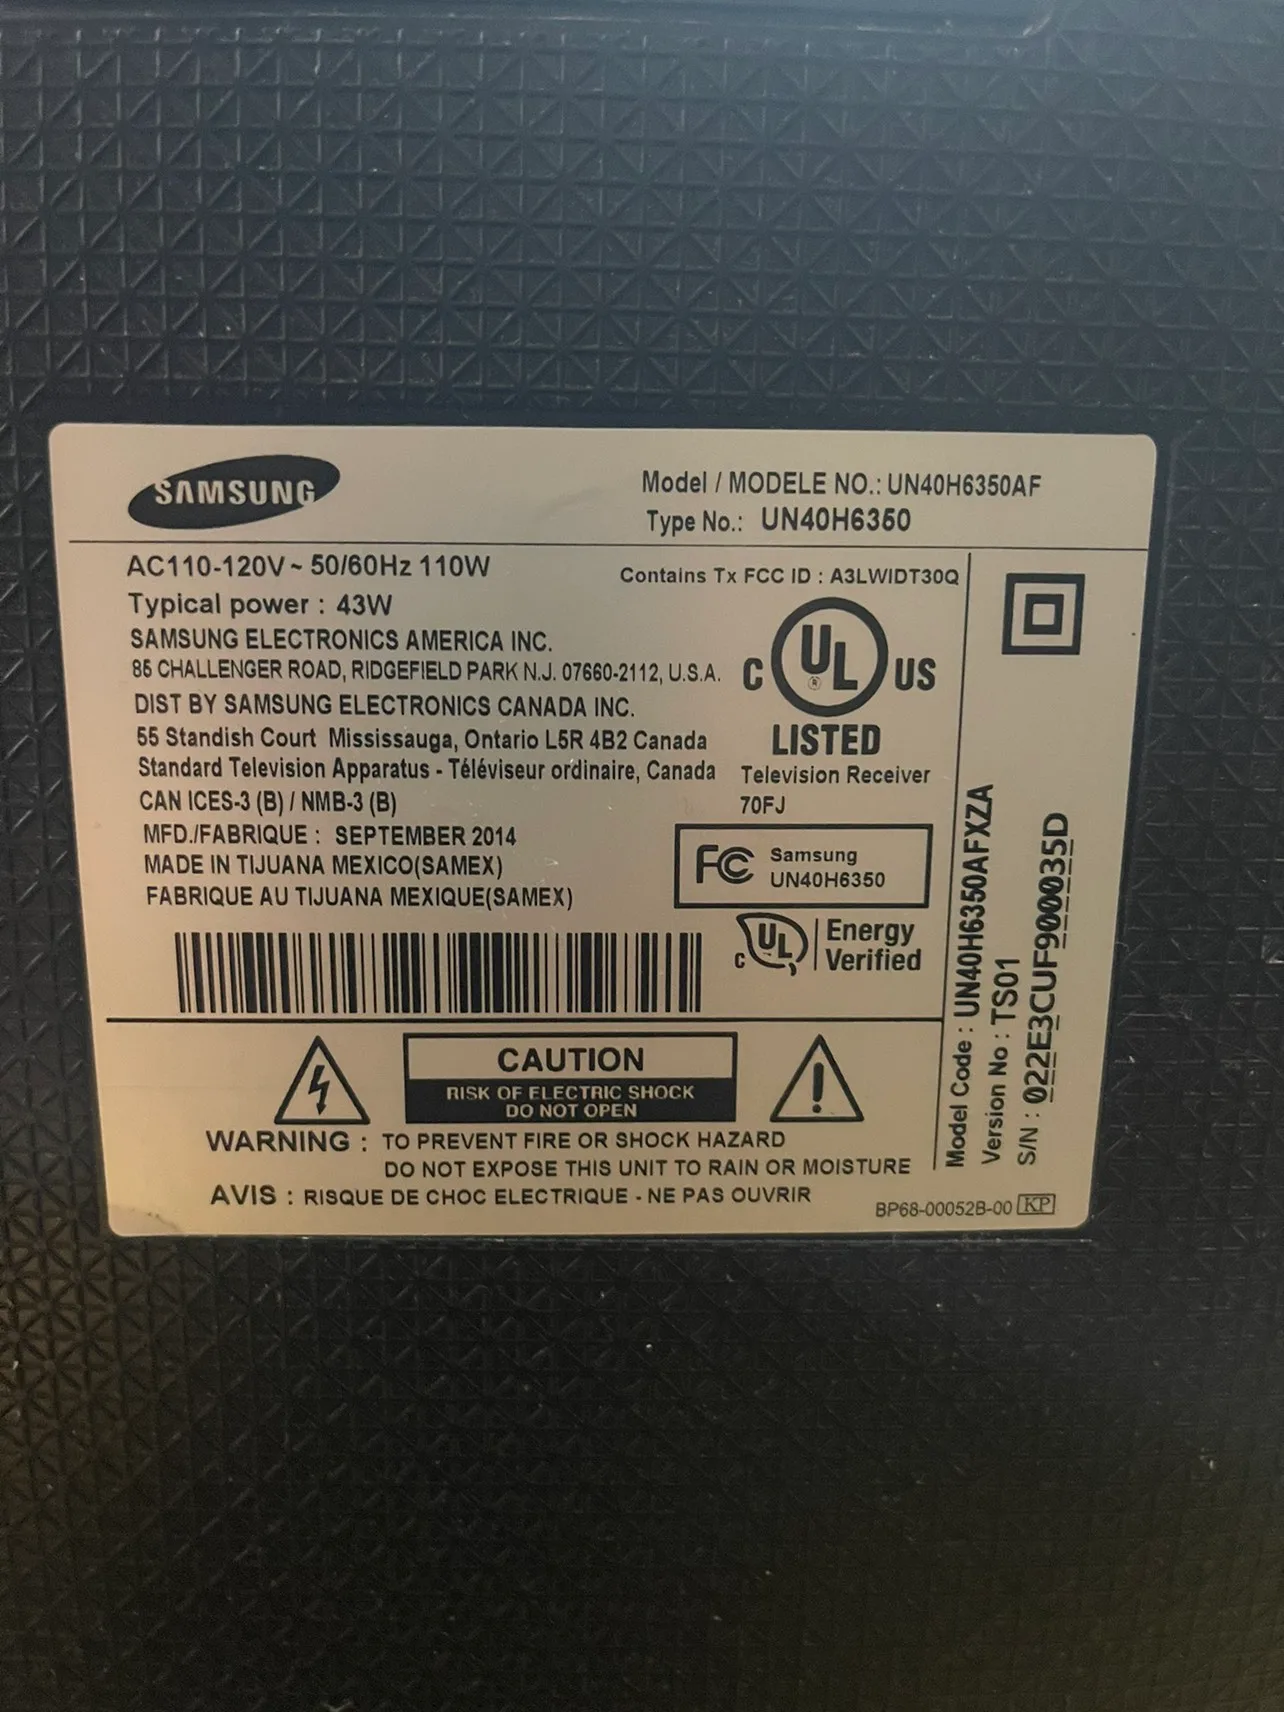 SAMSUNG
Model / MODELE NO.: UN40H6350AF
Type No.: UN40H6350
AC110-120V ~ 50/60Hz 110W
Typical power : 43W
SAMSUNG ELECTRONICS AMERICA INC.
85 CHALLENGER ROAD, RIDGEFIELD PARK N.J. 07660-2112, U.S.A.
DIST BY SAMSUNG ELECTRONICS CANADA INC.
55 Standish Court Mississauga, Ontario L5R 4B2 Canada
Standard Television Apparatus - Téléviseur ordinaire, Canada
CAN ICES-3 (B) / NMB-3 (B)
MFD./FABRIQUE : SEPTEMBER 2014
MADE IN TIJUANA MEXICO(SAMEX)
FABRIQUE AU TIJUANA MEXIQUE(SAMEX)
Contains Tx FCC ID : A3LWIDT30Q
C UL ® US
LISTED
Television Receiver
70FJ
FC Samsung
UN40H6350
C UL Energy
Verified
CAUTION
RISK OF ELECTRIC SHOCK
DO NOT OPEN
WARNING : TO PREVENT FIRE OR SHOCK HAZARD
DO NOT EXPOSE THIS UNIT TO RAIN OR MOISTURE
AVIS : RISQUE DE CHOC ELECTRIQUE - NE PAS OUVRIR
Model Code : UN40H6350AFXZA
Version No : TS01
S/N : 022E3CUF900035D
BP68-00052B-00 KP